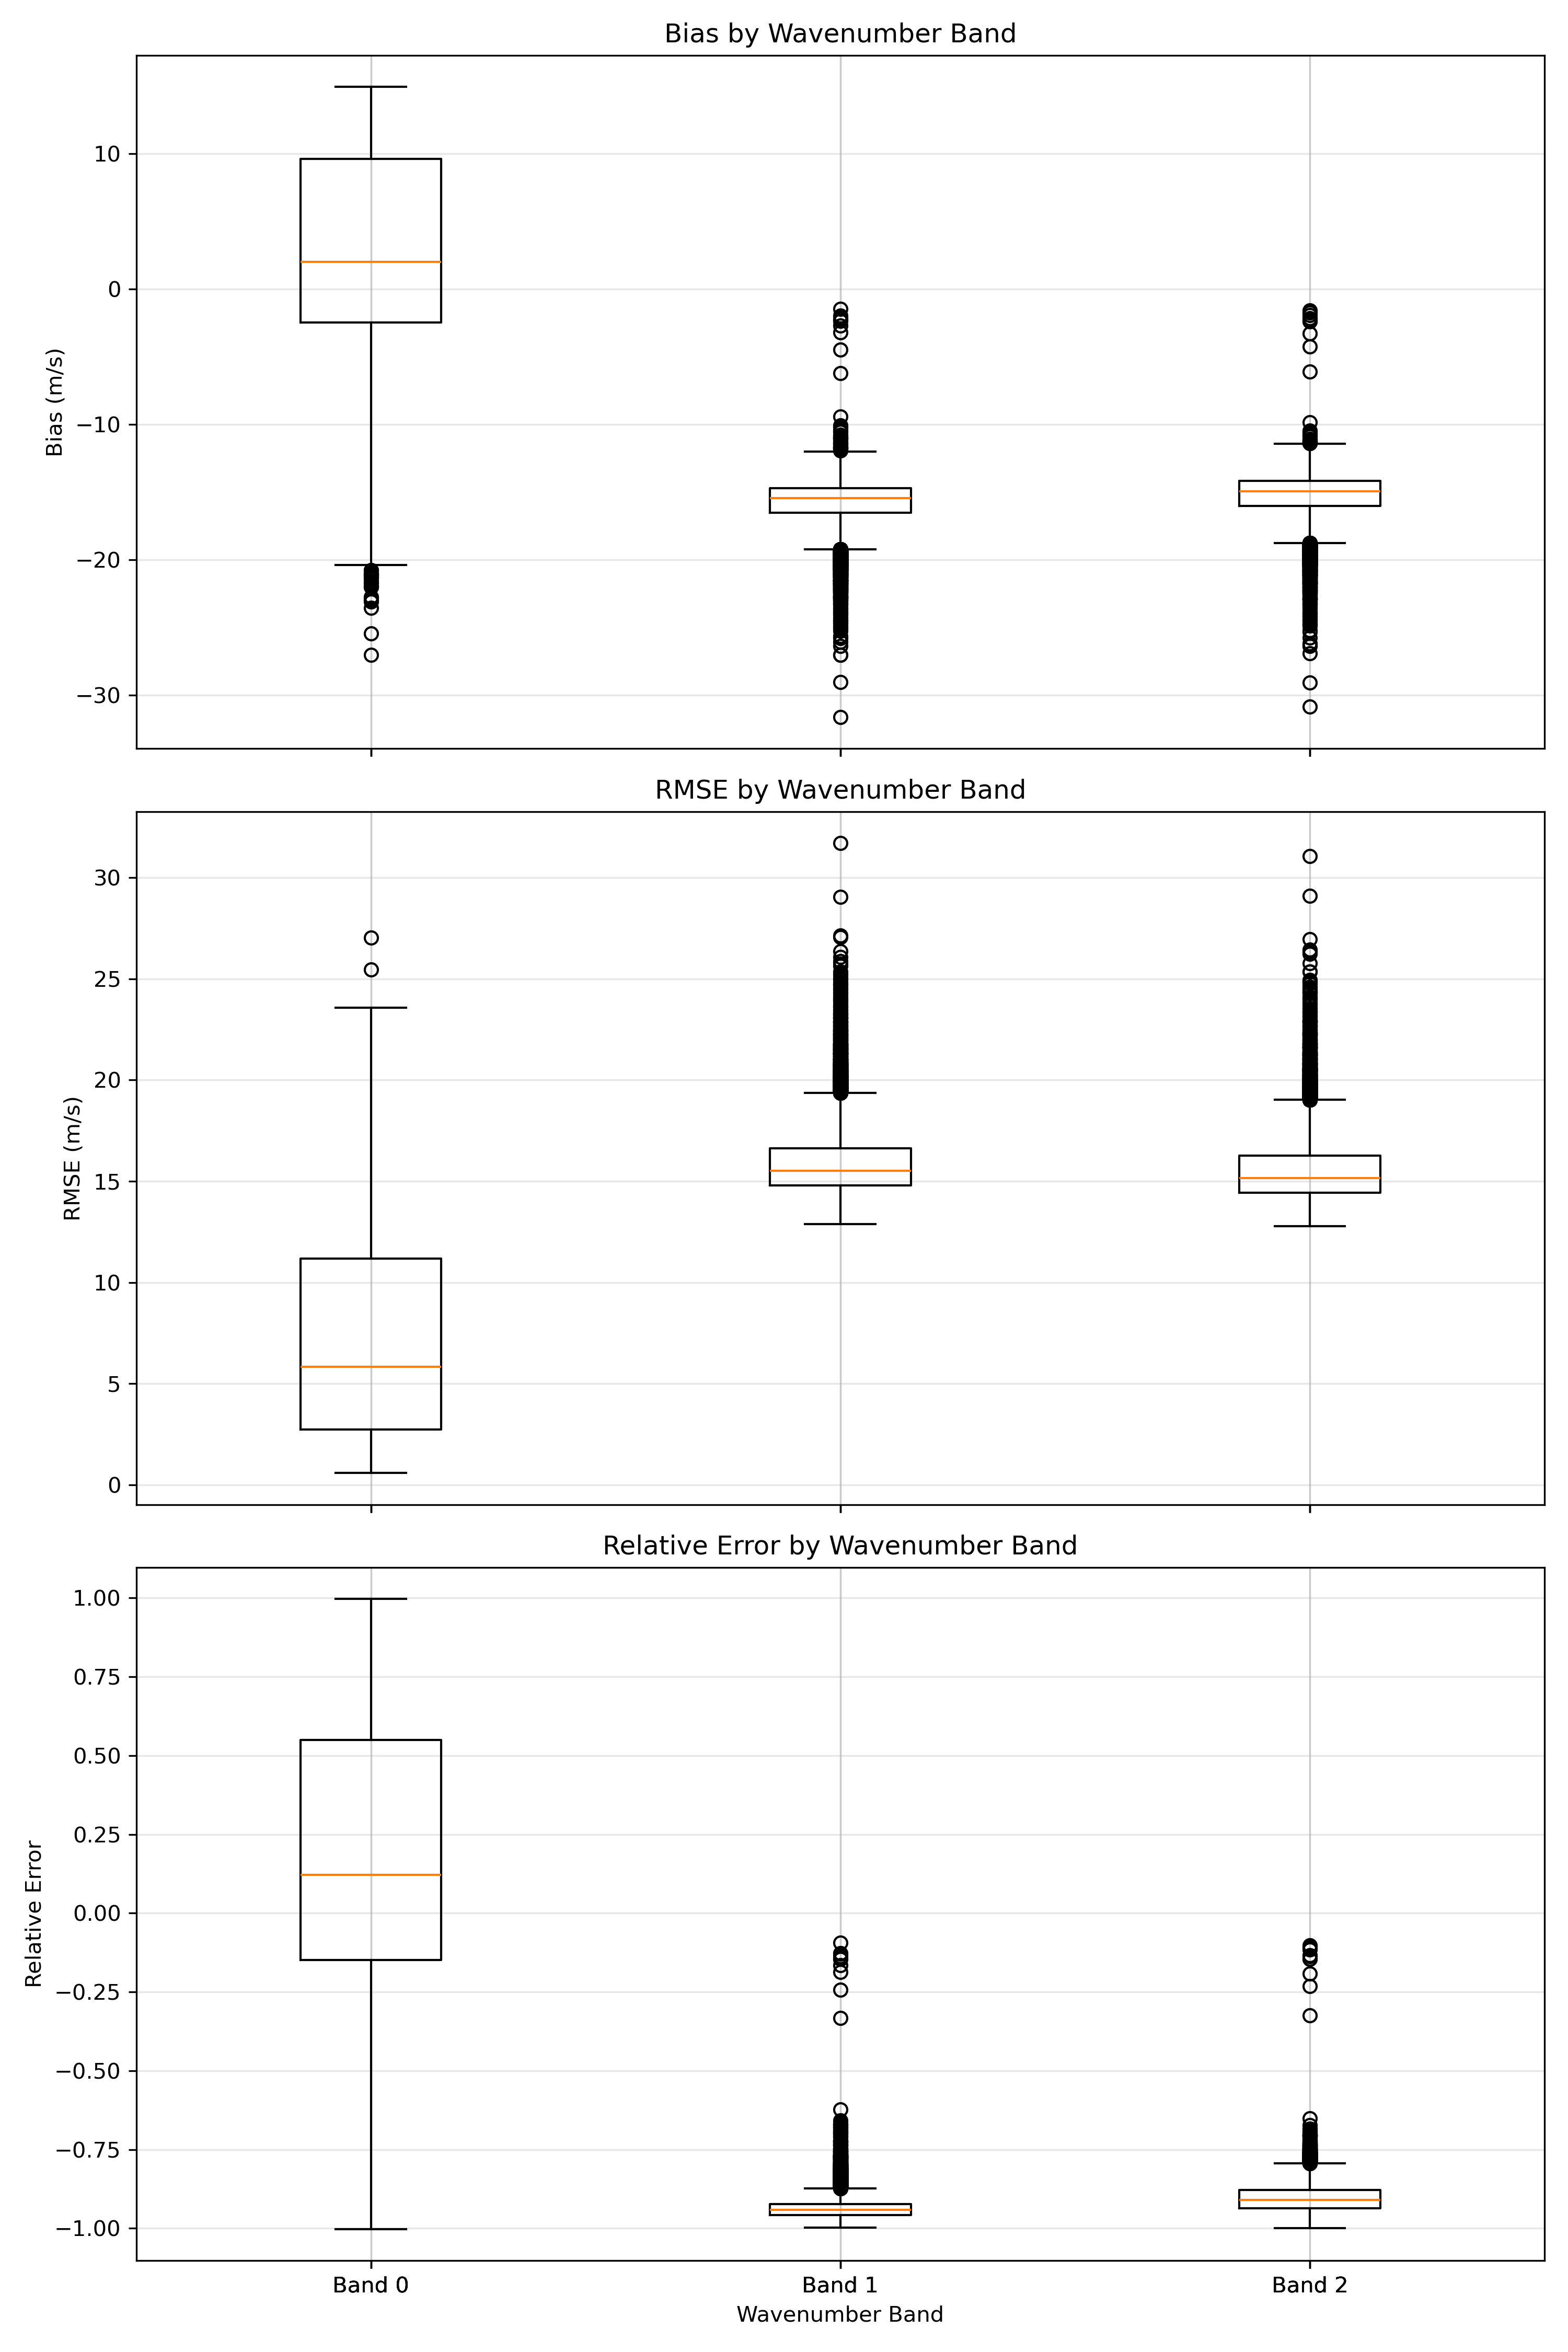 Bias by Wavenumber Band
Bias (m/s)
10
0
−10
−20
−30
RMSE by Wavenumber Band
RMSE (m/s)
30
25
20
15
10
5
0
Relative Error by Wavenumber Band
Relative Error
1.00
0.75
0.50
0.25
0.00
−0.25
−0.50
−0.75
−1.00
Band 0 Band 1 Band 2
Wavenumber Band